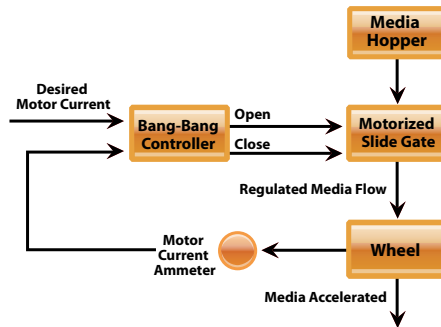 Media
Hopper
Desired
Motor Current
Bang-Bang
Controller
Open
Close
Motorized
Slide Gate
Regulated Media Flow
Motor
Current
Ammeter
Wheel
Media Accelerated